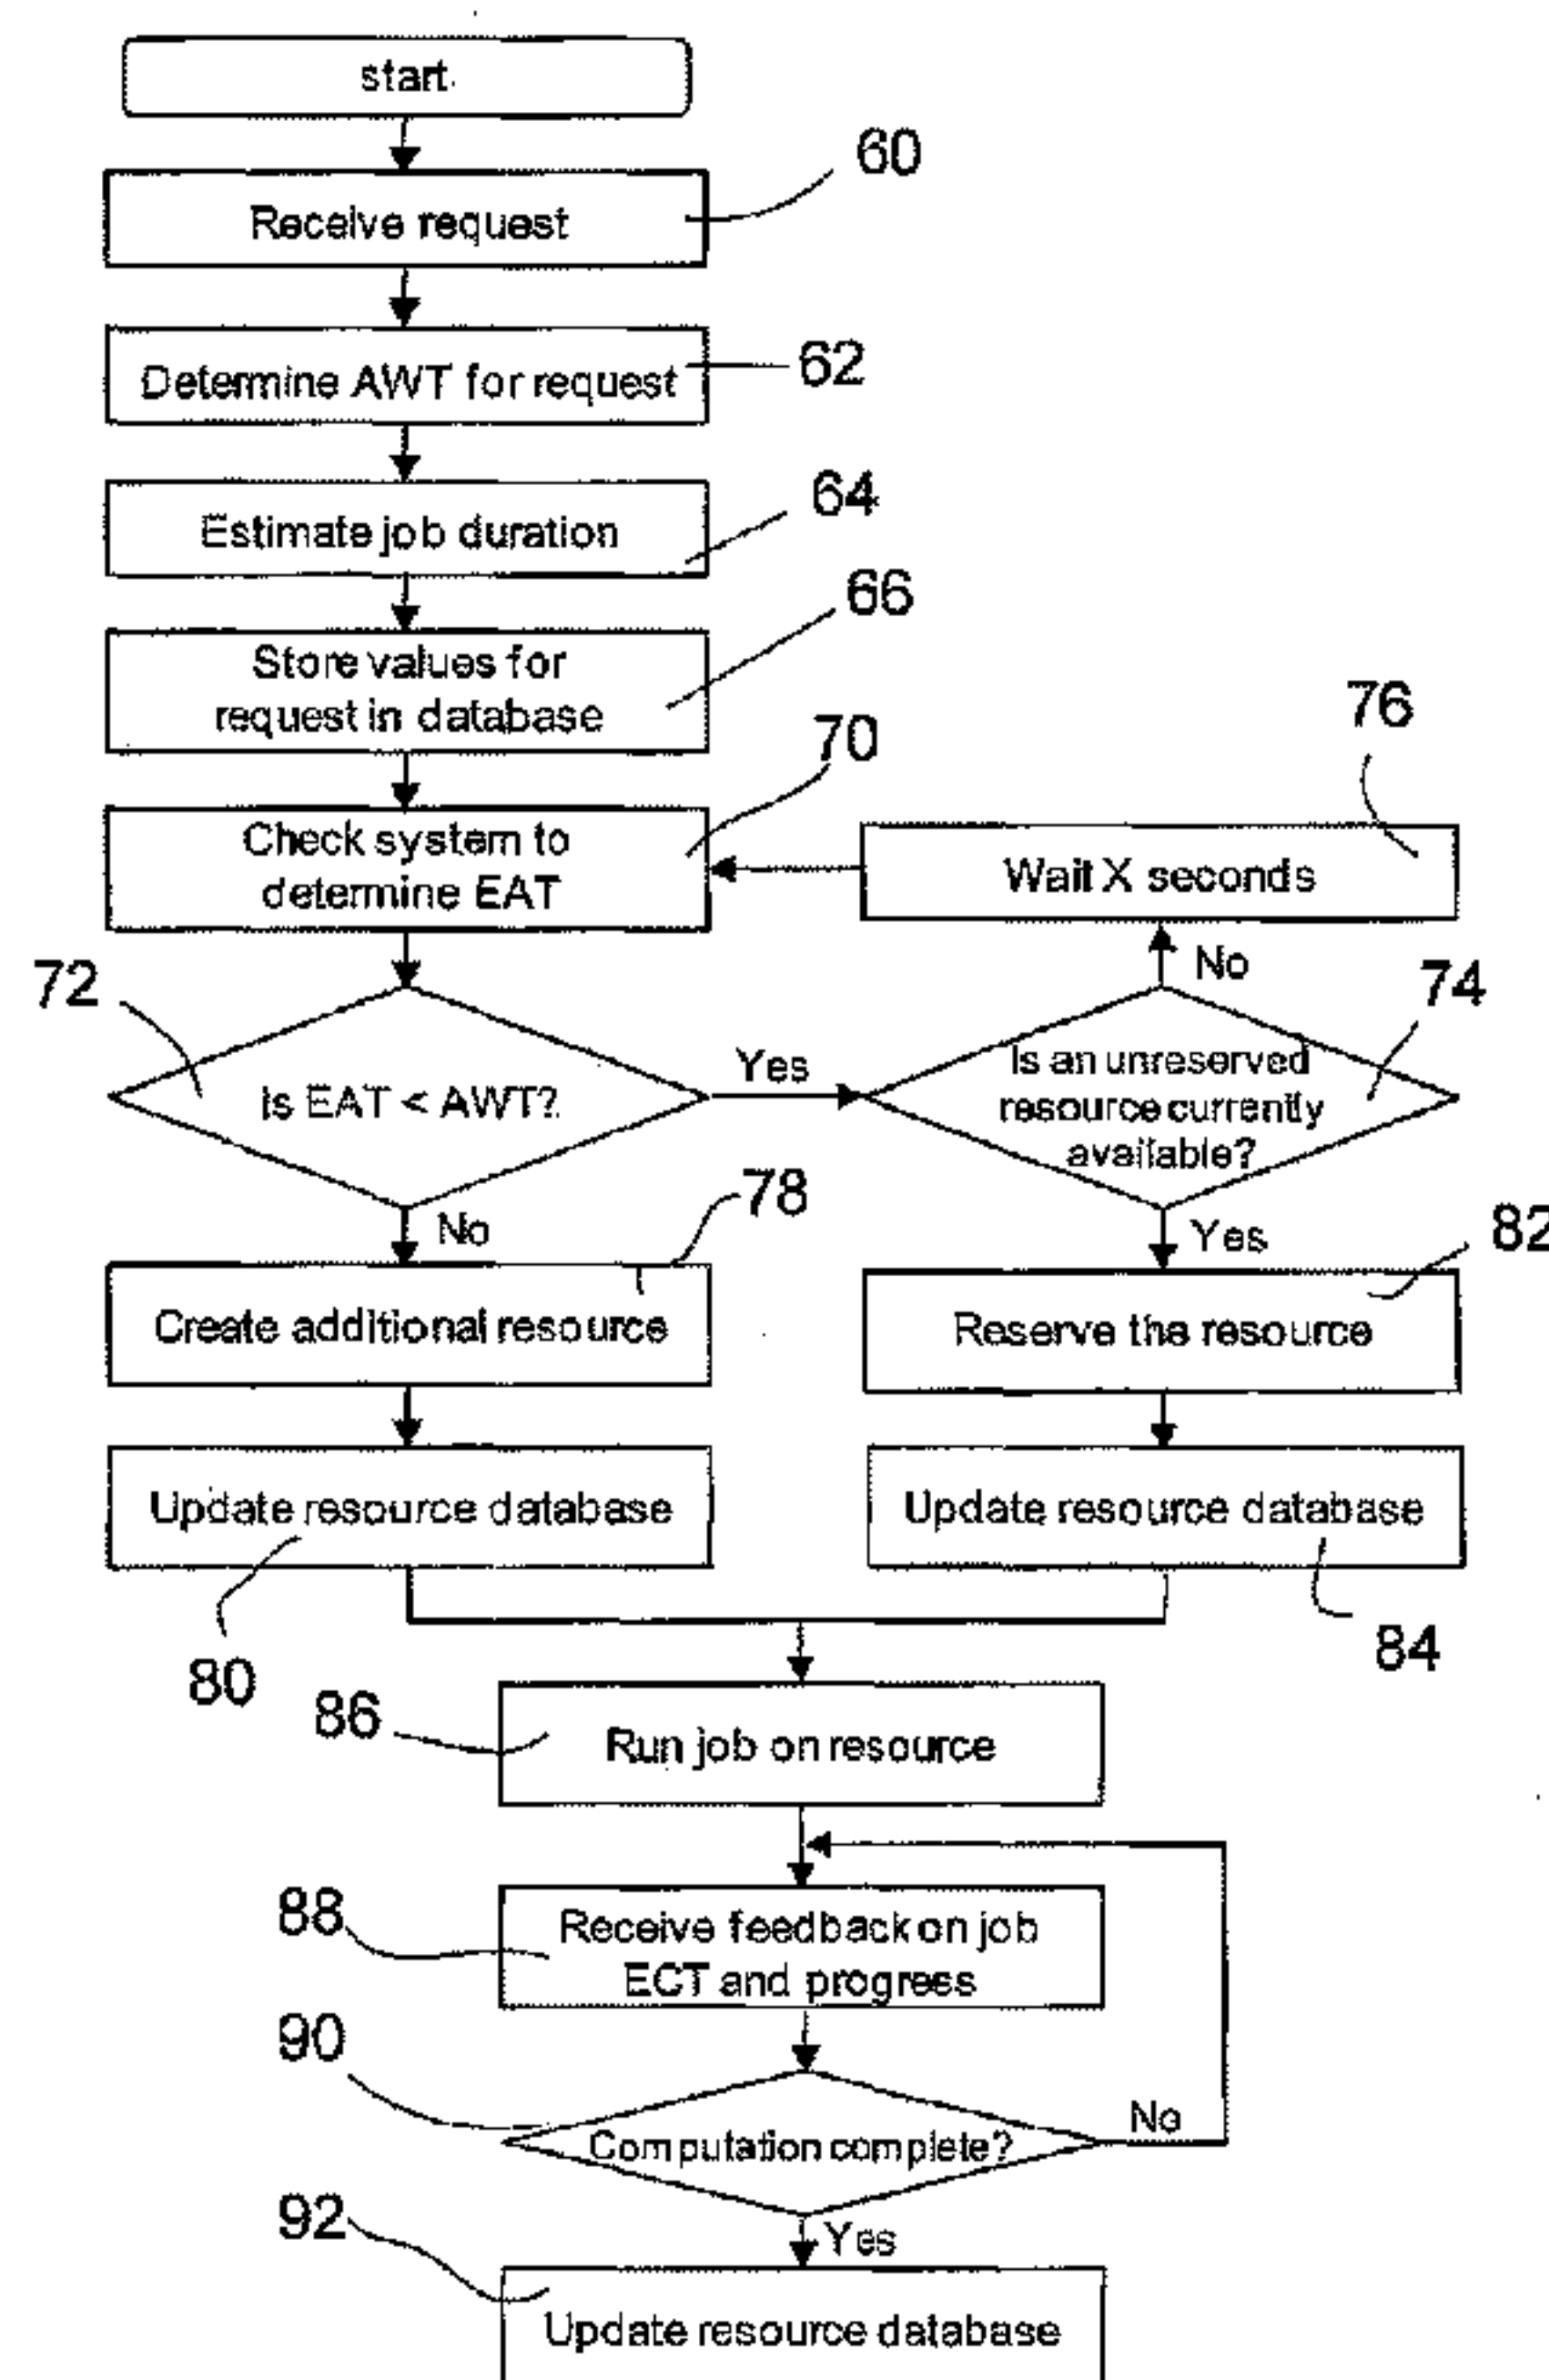 start
60
Receive request
Determine AWT for request
62
64
Estimate job duration
66
Store values for
request in database
70
76
Check system to
determine EAT
Wait X seconds
No
72
74
Is EAT < AWT?
Yes
Is an unreserved
resource currently
available?
78
No
Yes
82
Create additional resource
Reserve the resource
Update resource database
Update resource database
80
84
86
Run job on resource
88
Receive feedback on job
ECT and progress
90
No
Computation complete?
92
Yes
Update resource database